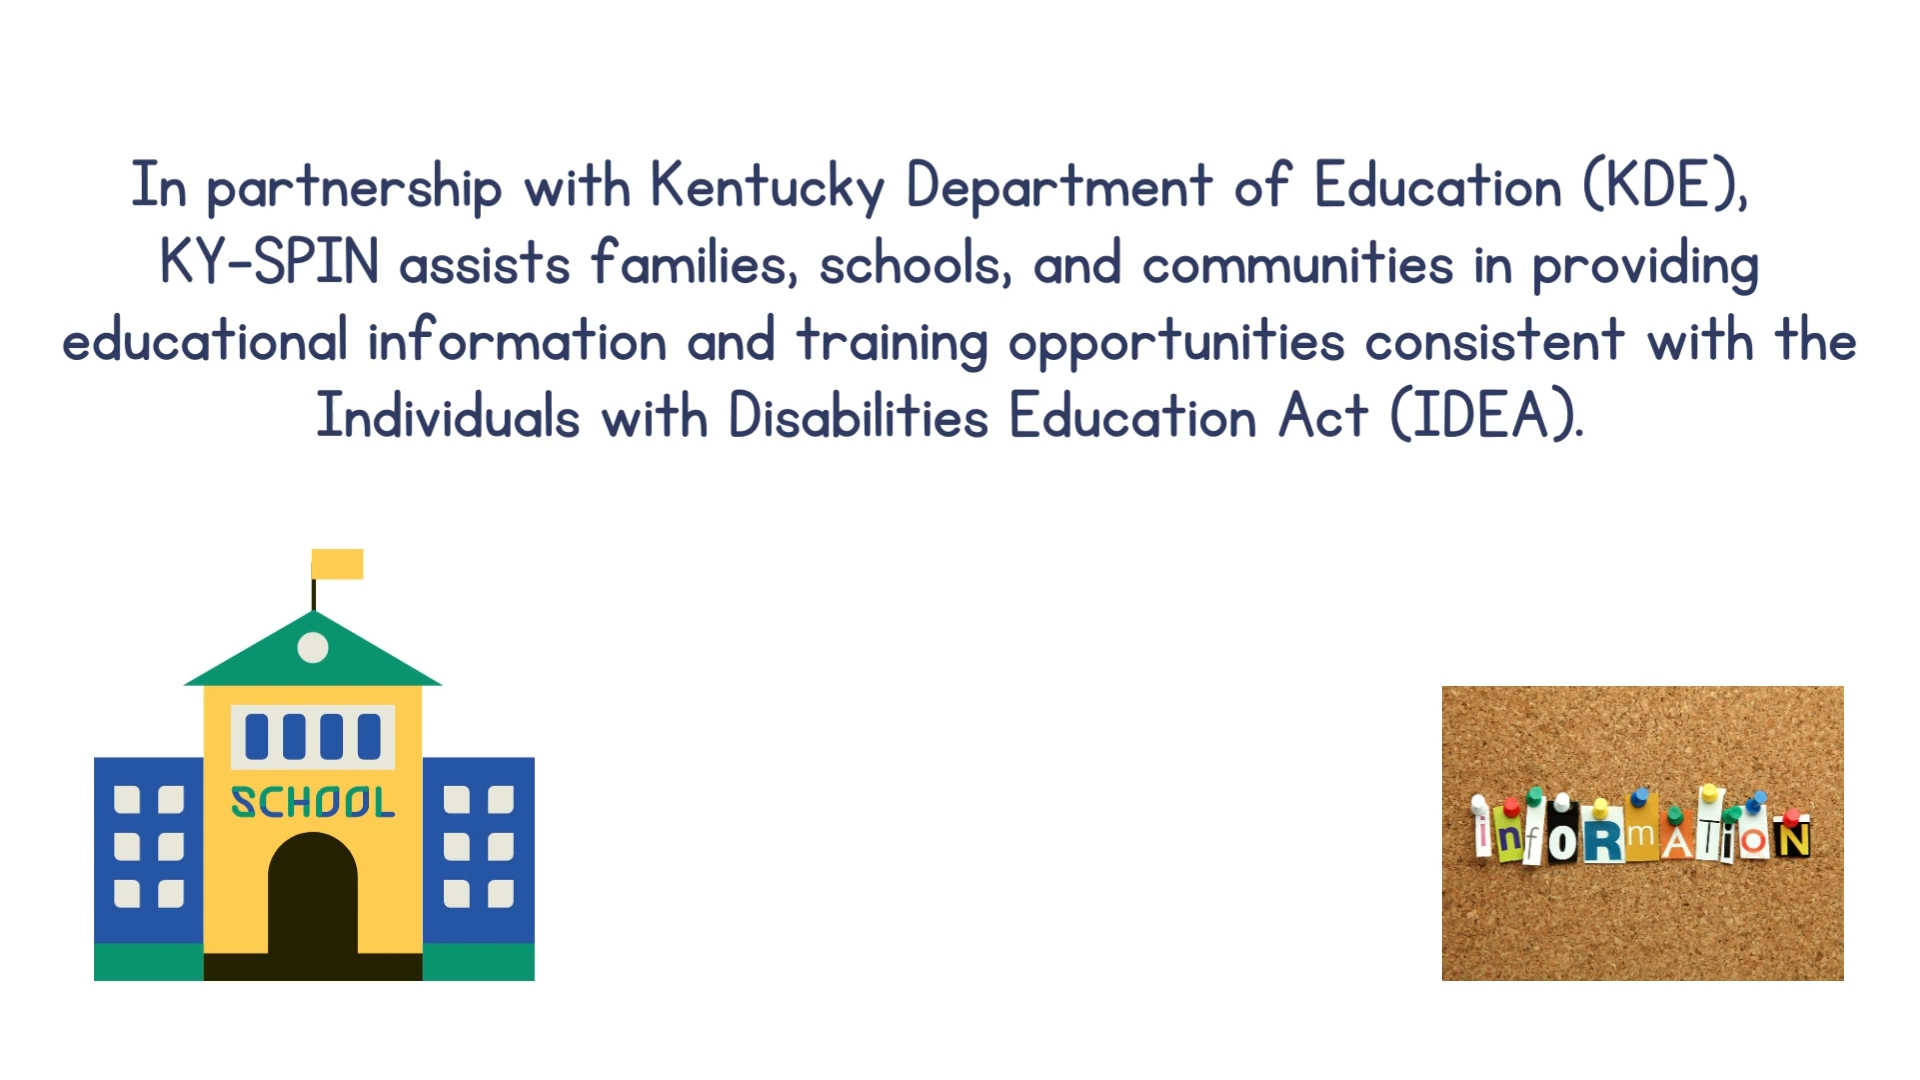 In partnership with Kentucky Department of Education (KDE),
KY-SPIN assists families, schools, and communities in providing
educational information and training opportunities consistent with the
Individuals with Disabilities Education Act (IDEA).
SCHOOL
infoRmATioN